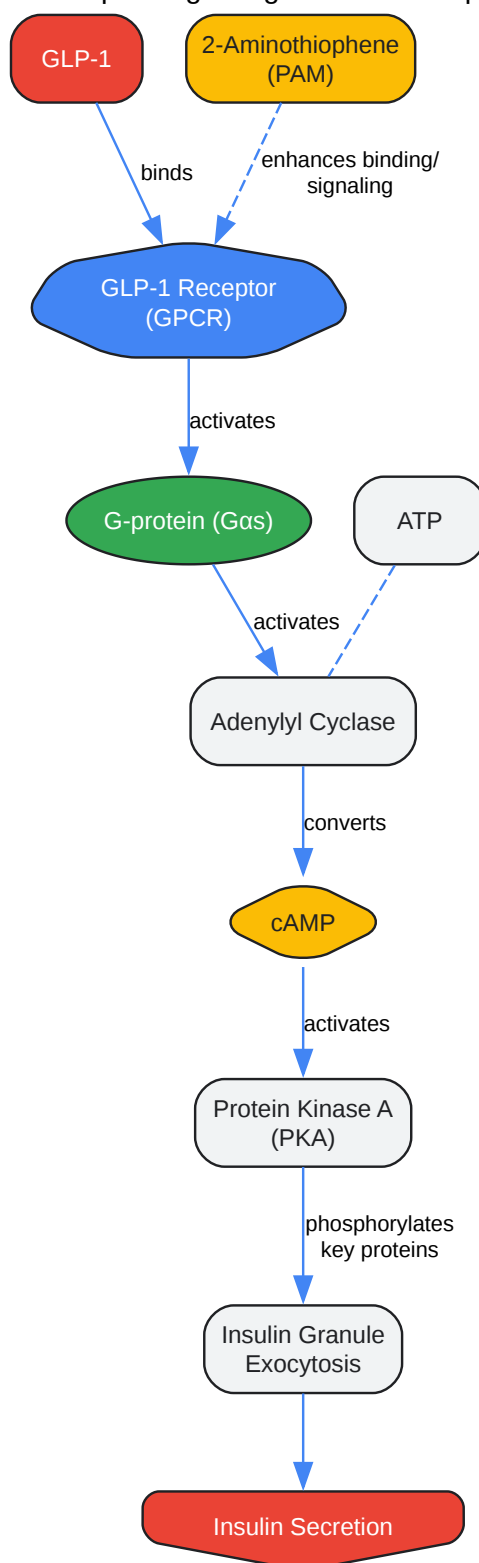 GLP-1
2-Aminothiophene
(PAM)
binds
enhances binding/
signaling
GLP-1 Receptor
(GPCR)
activates
G-protein (Gαs)
ATP
activates
Adenylyl Cyclase
converts
cAMP
activates
Protein Kinase A
(PKA)
phosphorylates
key proteins
Insulin Granule
Exocytosis
Insulin Secretion